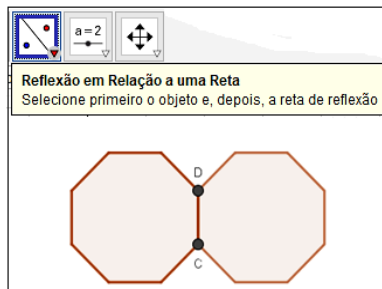 a=2
Reflexão em Relação a uma Reta
Selecione primeiro o objeto e, depois, a reta de reflexão
D
C